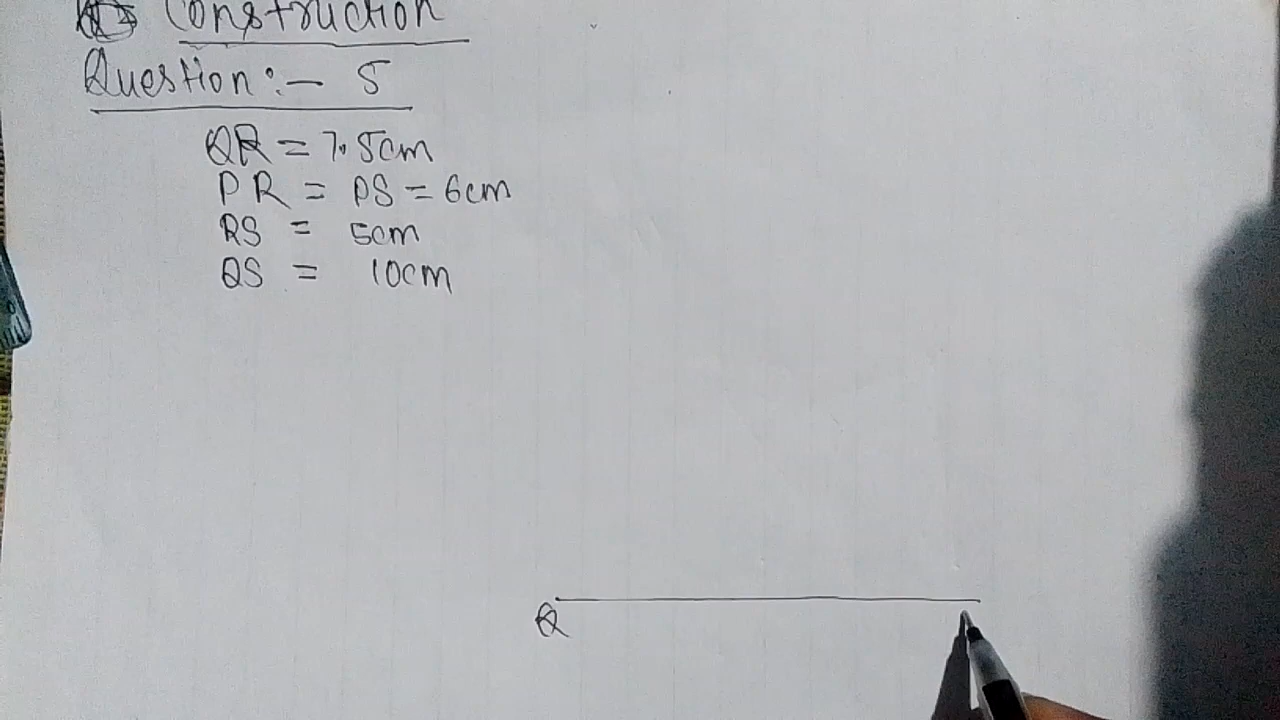 Construction
Question :- 5
QR = 7.5cm
PR = PS = 6cm
RS = 5cm
QS = 10cm
Q